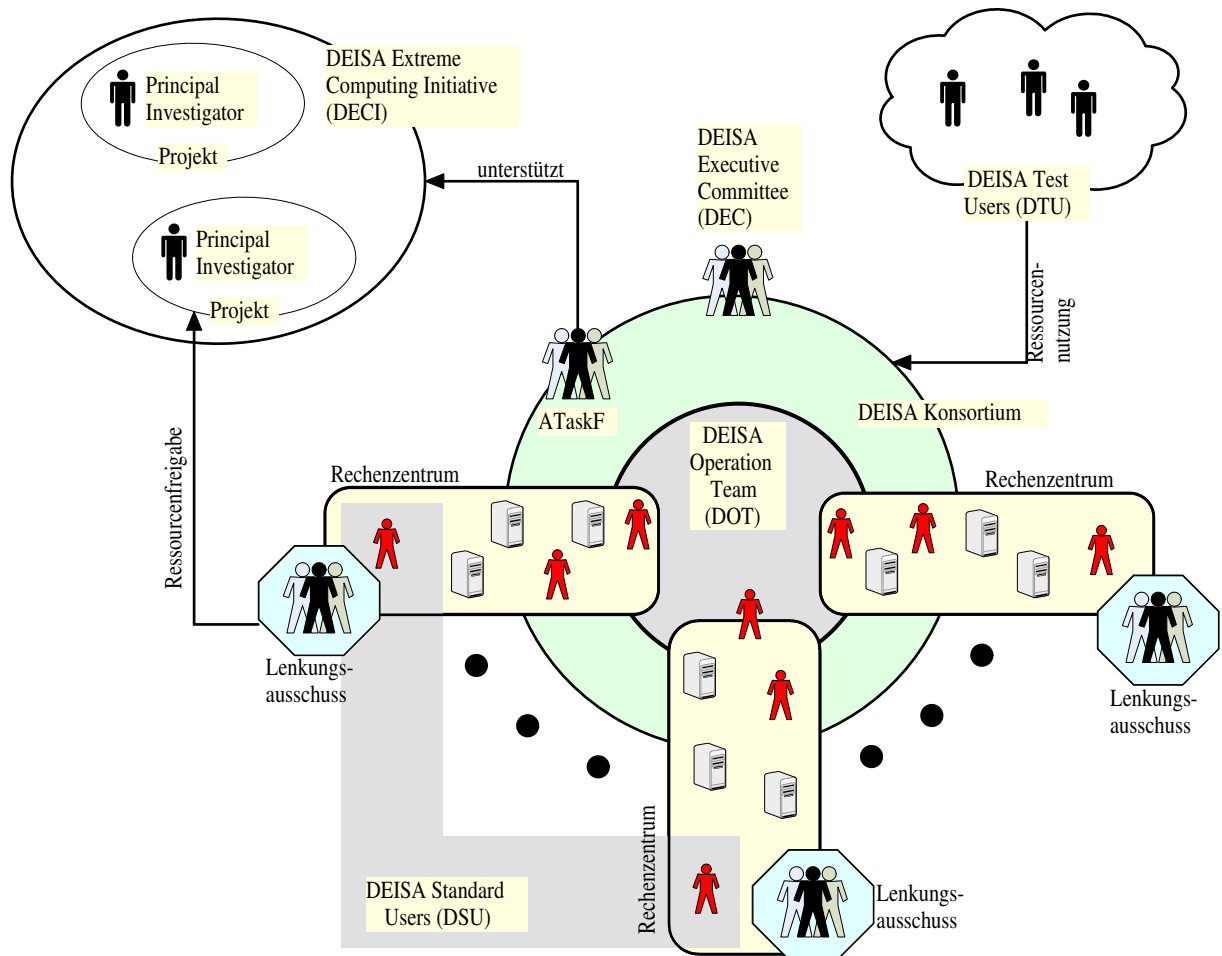 DEISA Extreme
Computing Initiative
(DECI)
Principal
Investigator
Projekt
Principal
Investigator
Projekt
unterstützt
DEISA
Executive
Committee
(DEC)
DEISA Test
Users (DTU)
Ressourcen-
nutzung
ATaskF
DEISA Konsortium
DEISA
Operation
Team
(DOT)
Rechenzentrum
Rechenzentrum
Ressourcenfreigabe
Lenkungs-
ausschuss
Lenkungs-
ausschuss
Rechenzentrum
DEISA Standard
Users (DSU)
Lenkungs-
ausschuss